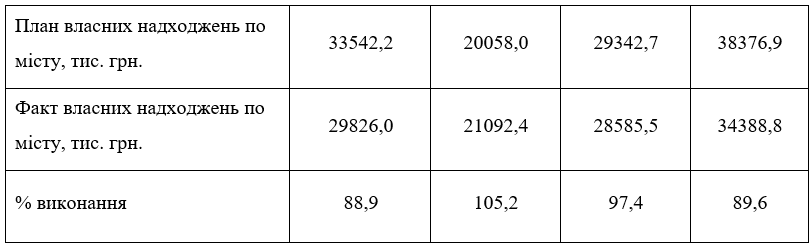 План власних надходжень по
місту, тис. грн.
33542,2 20058,0 29342,7 38376,9
Факт власних надходжень по
місту, тис. грн.
29826,0 21092,4 28585,5 34388,8
% виконання 88,9 105,2 97,4 89,6